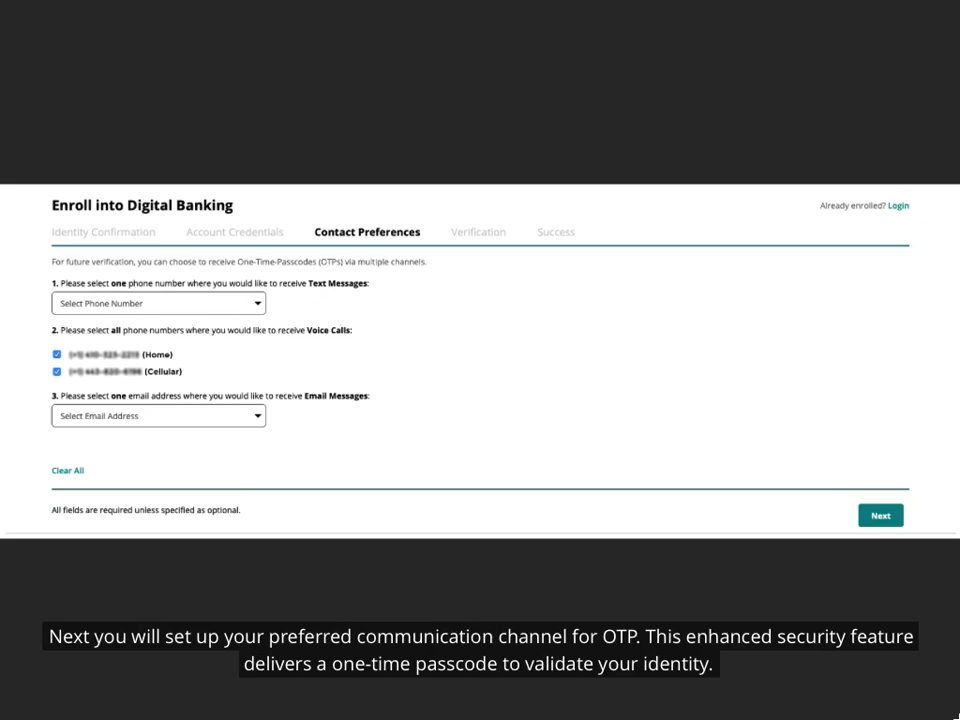 Enroll into Digital Banking
Already enrolled? Login
Identity Confirmation Account Credentials Contact Preferences Verification Success
For future verification, you can choose to receive One-Time-Passcodes (OTPs) via multiple channels.
1. Please select one phone number where you would like to receive Text Messages:
Select Phone Number
2. Please select all phone numbers where you would like to receive Voice Calls:
(Home)
(Cellular)
3. Please select one email address where you would like to receive Email Messages:
Select Email Address
Clear All
All fields are required unless specified as optional.
Next
Next you will set up your preferred communication channel for OTP. This enhanced security feature
delivers a one-time passcode to validate your identity.